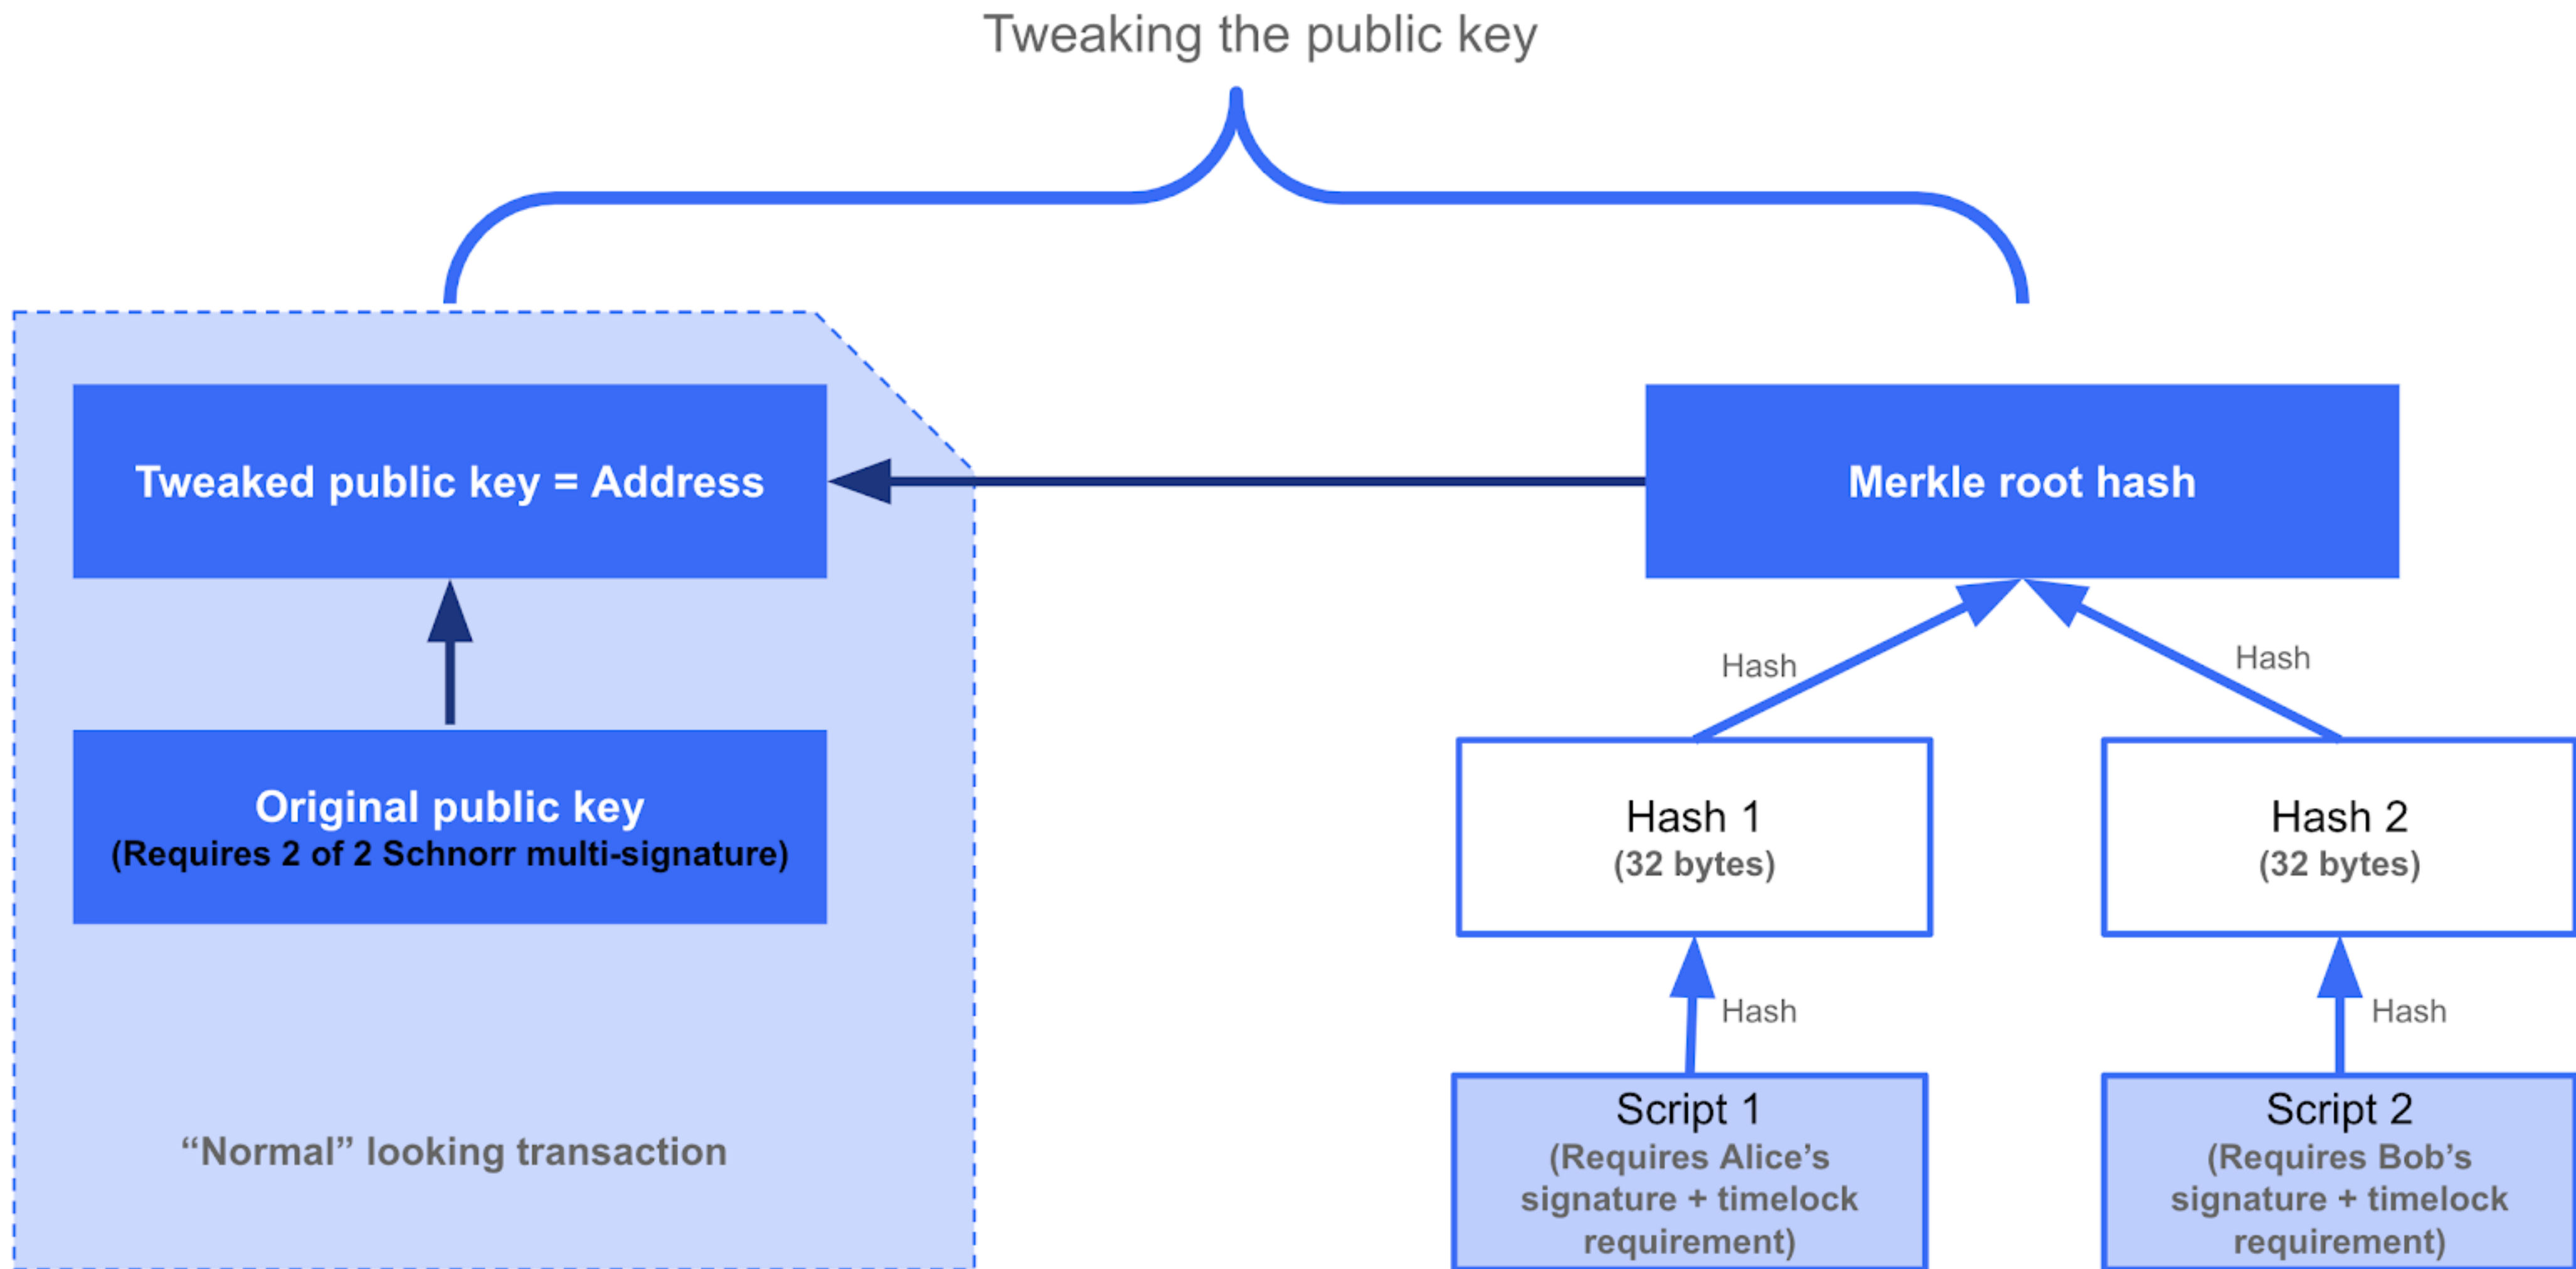 Tweaking the public key
Tweaked public key = Address
Merkle root hash
Hash
Hash
Original public key
(Requires 2 of 2 Schnorr multi-signature)
Hash 1
(32 bytes)
Hash 2
(32 bytes)
Hash
Hash
“Normal” looking transaction
Script 1
(Requires Alice’s
signature + timelock
requirement)
Script 2
(Requires Bob’s
signature + timelock
requirement)